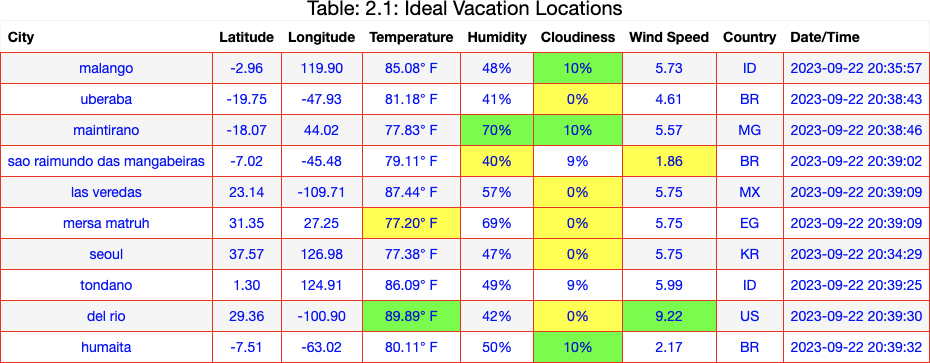 Table: 2.1: Ideal Vacation Locations
City Latitude Longitude Temperature Humidity Cloudiness Wind Speed Country Date/Time
malango -2.96 119.90 85.08° F 48% 10% 5.73 ID 2023-09-22 20:35:57
uberaba -19.75 -47.93 81.18° F 41% 0% 4.61 BR 2023-09-22 20:38:43
maintirano -18.07 44.02 77.83° F 70% 10% 5.57 MG 2023-09-22 20:38:46
sao raimundo das mangabeiras -7.02 -45.48 79.11° F 40% 9% 1.86 BR 2023-09-22 20:39:02
las veredas 23.14 -109.71 87.44° F 57% 0% 5.75 MX 2023-09-22 20:39:09
mersa matruh 31.35 27.25 77.20° F 69% 0% 5.75 EG 2023-09-22 20:39:09
seoul 37.57 126.98 77.38° F 47% 0% 5.75 KR 2023-09-22 20:34:29
tondano 1.30 124.91 86.09° F 49% 9% 5.99 ID 2023-09-22 20:39:25
del rio 29.36 -100.90 89.89° F 42% 0% 9.22 US 2023-09-22 20:39:30
humaita -7.51 -63.02 80.11° F 50% 10% 2.17 BR 2023-09-22 20:39:32